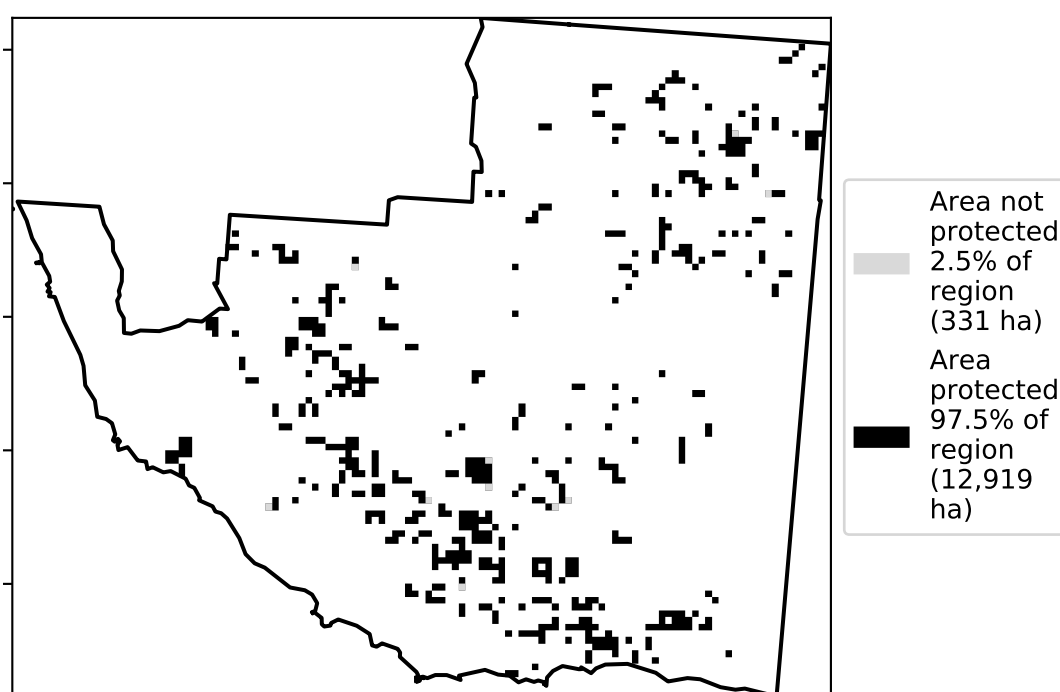 Area not
protected
2.5% of
region
(331 ha)
Area
protected
97.5% of
region
(12,919
ha)